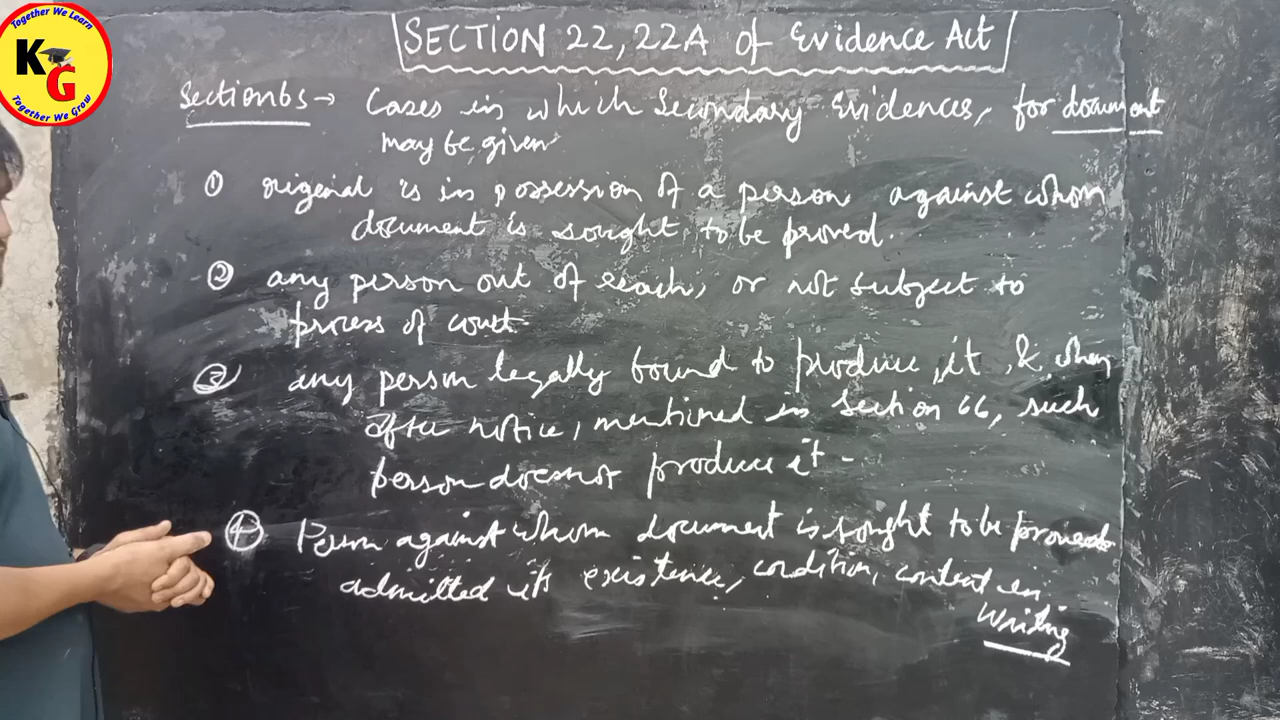 Together We Learn
KG
Together We Grow
SECTION 22, 22A of Evidence Act
Section 65 → Cases in which Secondary Evidences, for document
may be given
① original is in possession of a person against whom
document is sought to be proved.
② any person out of reach, or not subject to
process of court.
③ any person legally bound to produce it, & when
after notice, mentioned in Section 66, such
person does not produce it -
④ Person against whom document is sought to be proved
admitted its existence, condition, content in
writing